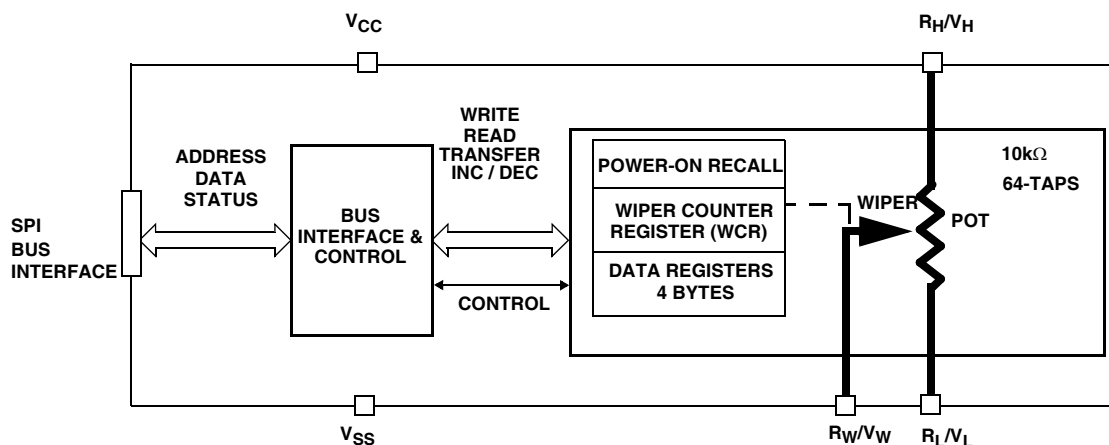 VCC
RH/VH
ADDRESS
DATA
STATUS
WRITE
READ
TRANSFER
INC / DEC
SPI
BUS
INTERFACE
BUS
INTERFACE &
CONTROL
CONTROL
POWER-ON RECALL
WIPER COUNTER
REGISTER (WCR)
DATA REGISTERS
4 BYTES
10kΩ
64-TAPS
WIPER
POT
VSS
RW/VW
RL/VL